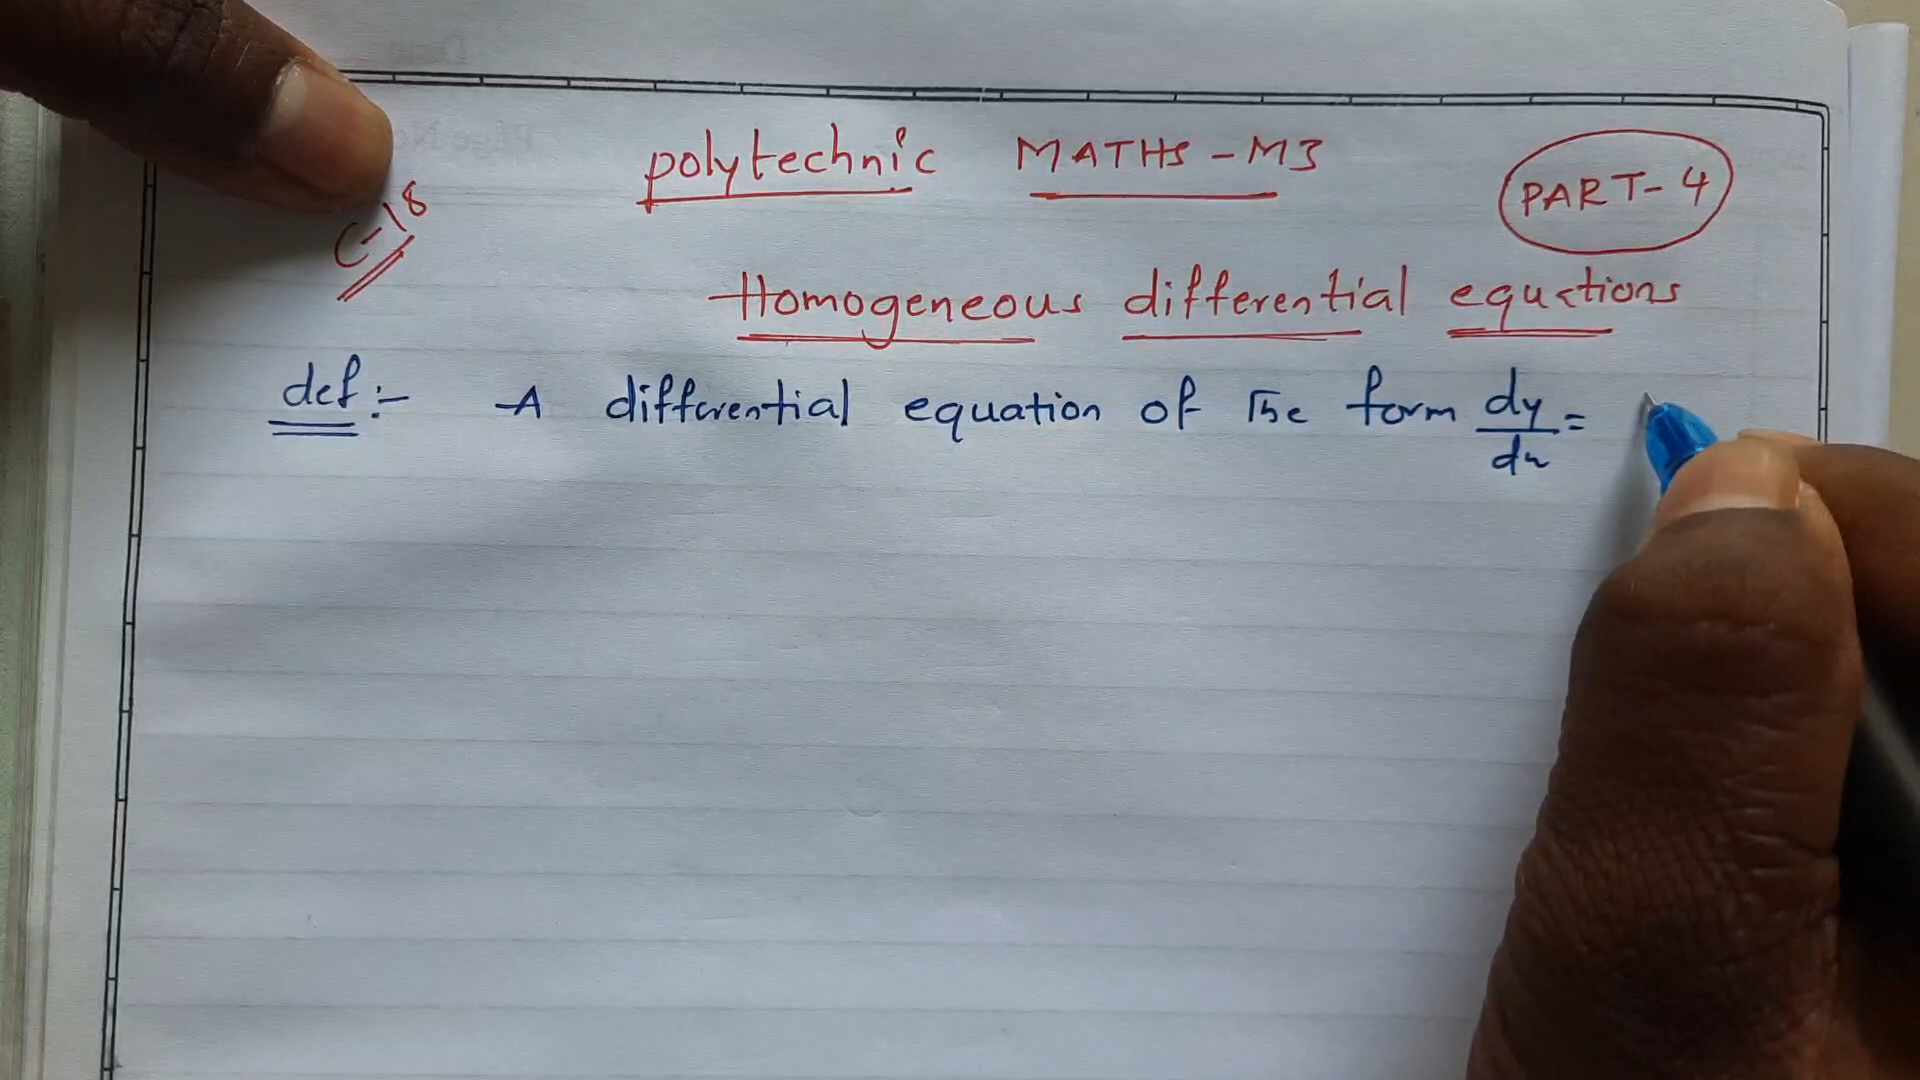 polytechnic MATHS - M3
PART- 4
C-18
Homogeneous differential equations
def :- A differential equation of The form dy/dx =